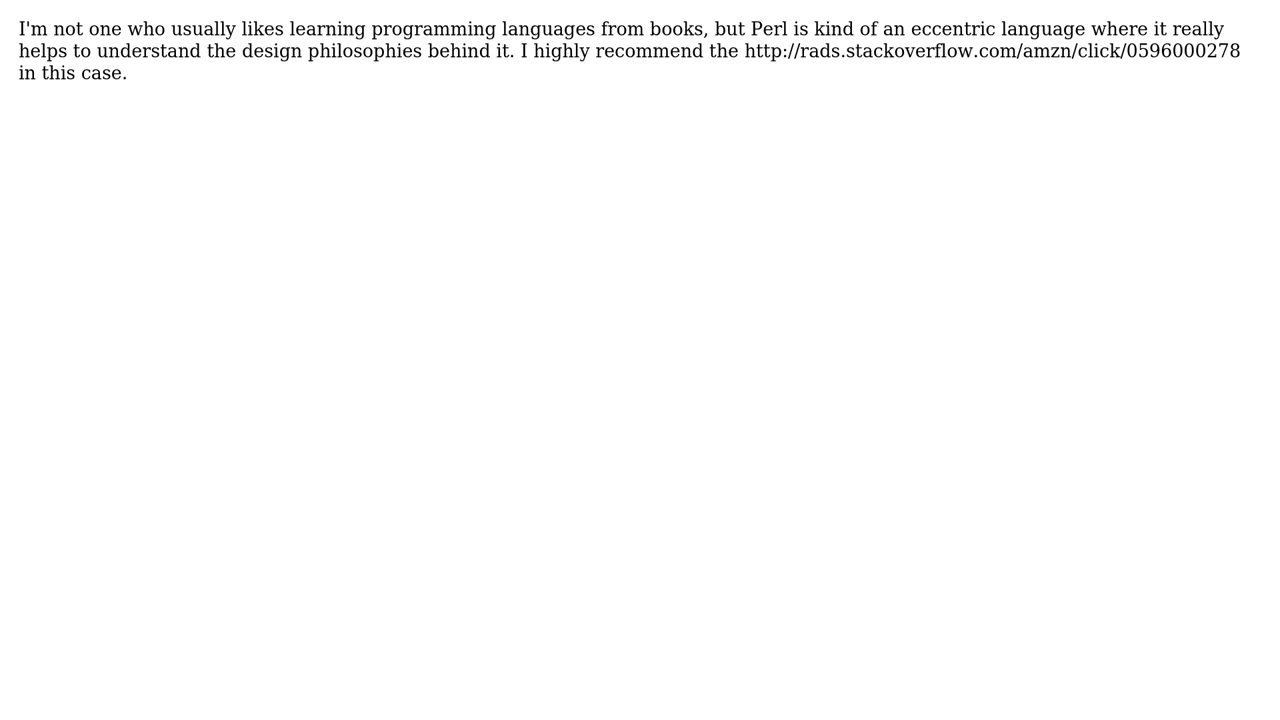 I'm not one who usually likes learning programming languages from books, but Perl is kind of an eccentric language where it really
helps to understand the design philosophies behind it. I highly recommend the http://rads.stackoverflow.com/amzn/click/0596000278
in this case.